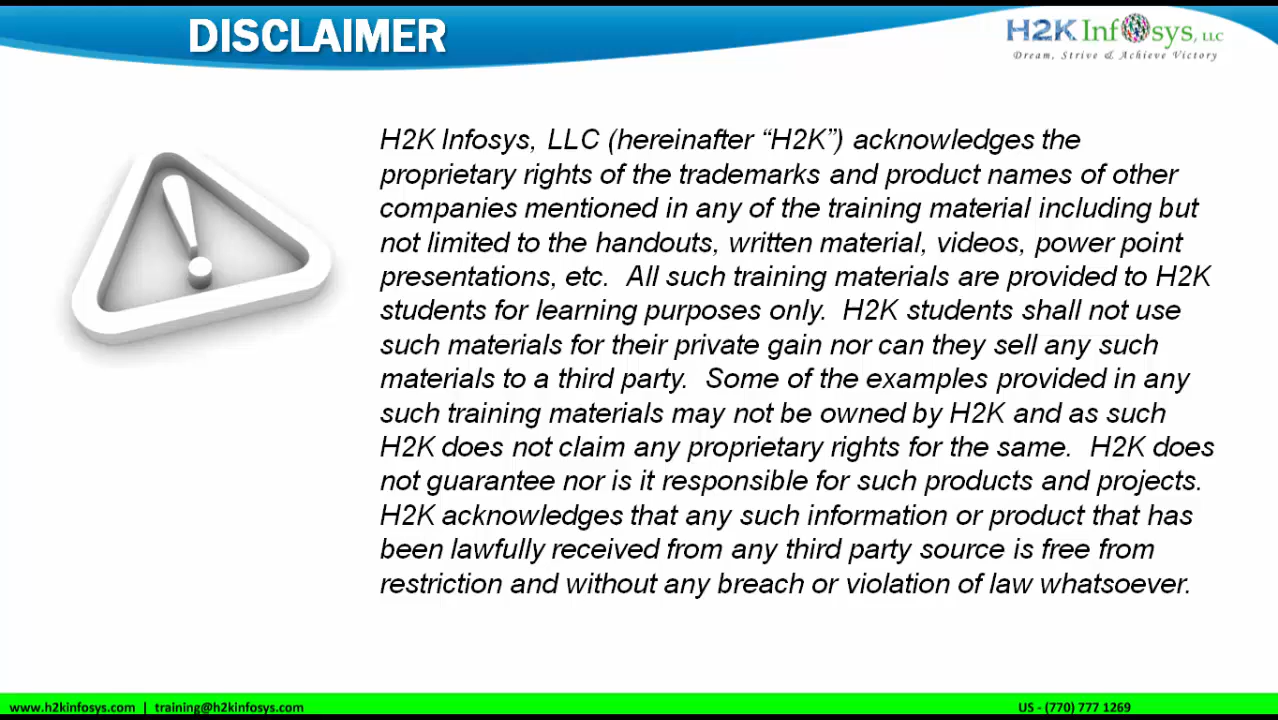 DISCLAIMER
H2K Infosys, LLC
Dream, Strive & Achieve Victory
H2K Infosys, LLC (hereinafter “H2K”) acknowledges the
proprietary rights of the trademarks and product names of other
companies mentioned in any of the training material including but
not limited to the handouts, written material, videos, power point
presentations, etc.  All such training materials are provided to H2K
students for learning purposes only.  H2K students shall not use
such materials for their private gain nor can they sell any such
materials to a third party.  Some of the examples provided in any
such training materials may not be owned by H2K and as such
H2K does not claim any proprietary rights for the same.  H2K does
not guarantee nor is it responsible for such products and projects.
H2K acknowledges that any such information or product that has
been lawfully received from any third party source is free from
restriction and without any breach or violation of law whatsoever.
www.h2kinfosys.com | training@h2kinfosys.com US - (770) 777 1269